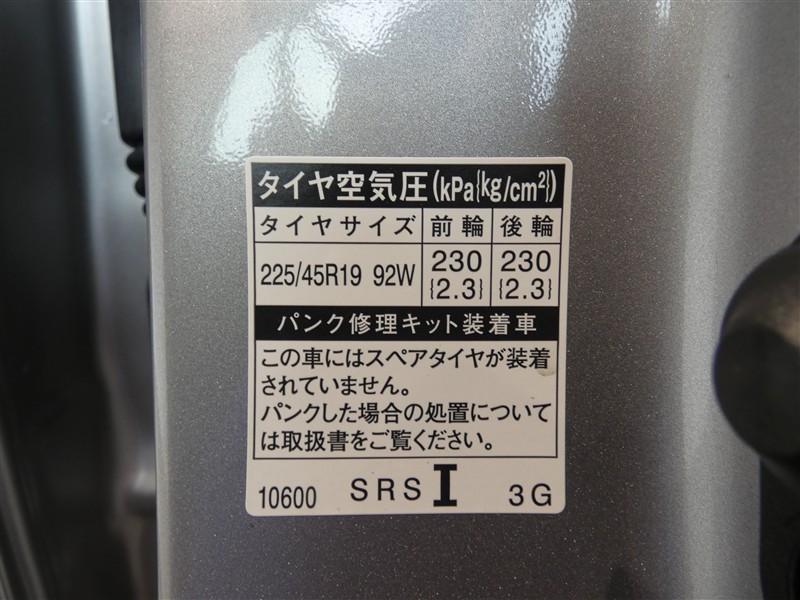 タイヤ空気圧(kPa{kg/cm²})
タイヤサイズ 前輪 後輪
225/45R19 92W 230 {2.3} 230 {2.3}
パンク修理キット装着車
この車にはスペアタイヤが装着
されていません。
パンクした場合の処置について
は取扱書をご覧ください。
10600 SRS I 3G